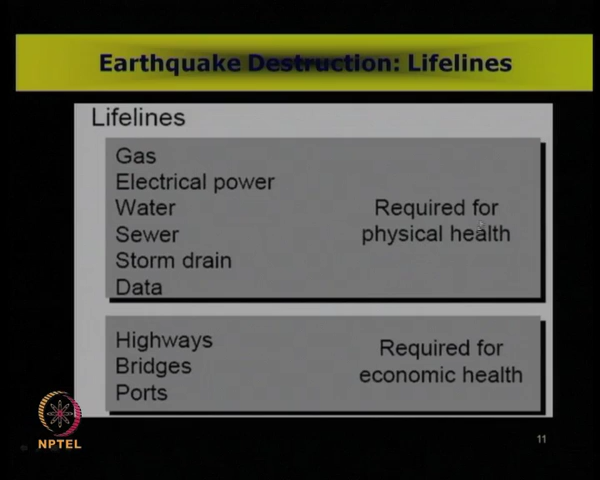 Earthquake Destruction: Lifelines
Lifelines
Gas
Electrical power
Water
Sewer
Storm drain
Data
Required for
physical health
Highways
Bridges
Ports
Required for
economic health
NPTEL
11